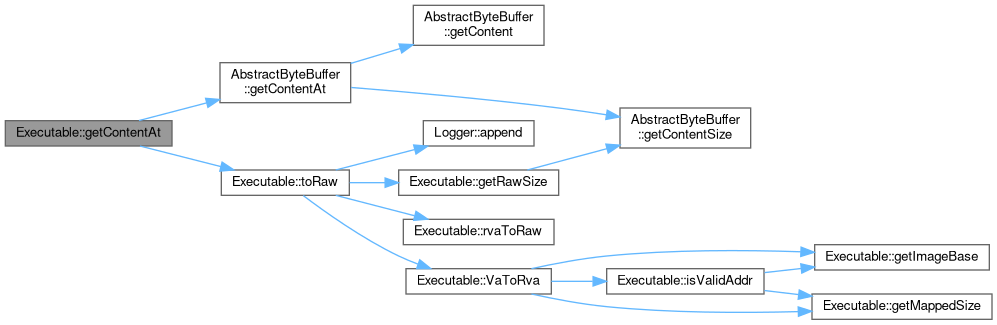 AbstractByteBuffer
::getContent
AbstractByteBuffer
::getContentAt
AbstractByteBuffer
::getContentSize
Executable::getContentAt
Logger::append
Executable::toRaw
Executable::getRawSize
Executable::rvaToRaw
Executable::VaToRva
Executable::isValidAddr
Executable::getImageBase
Executable::getMappedSize